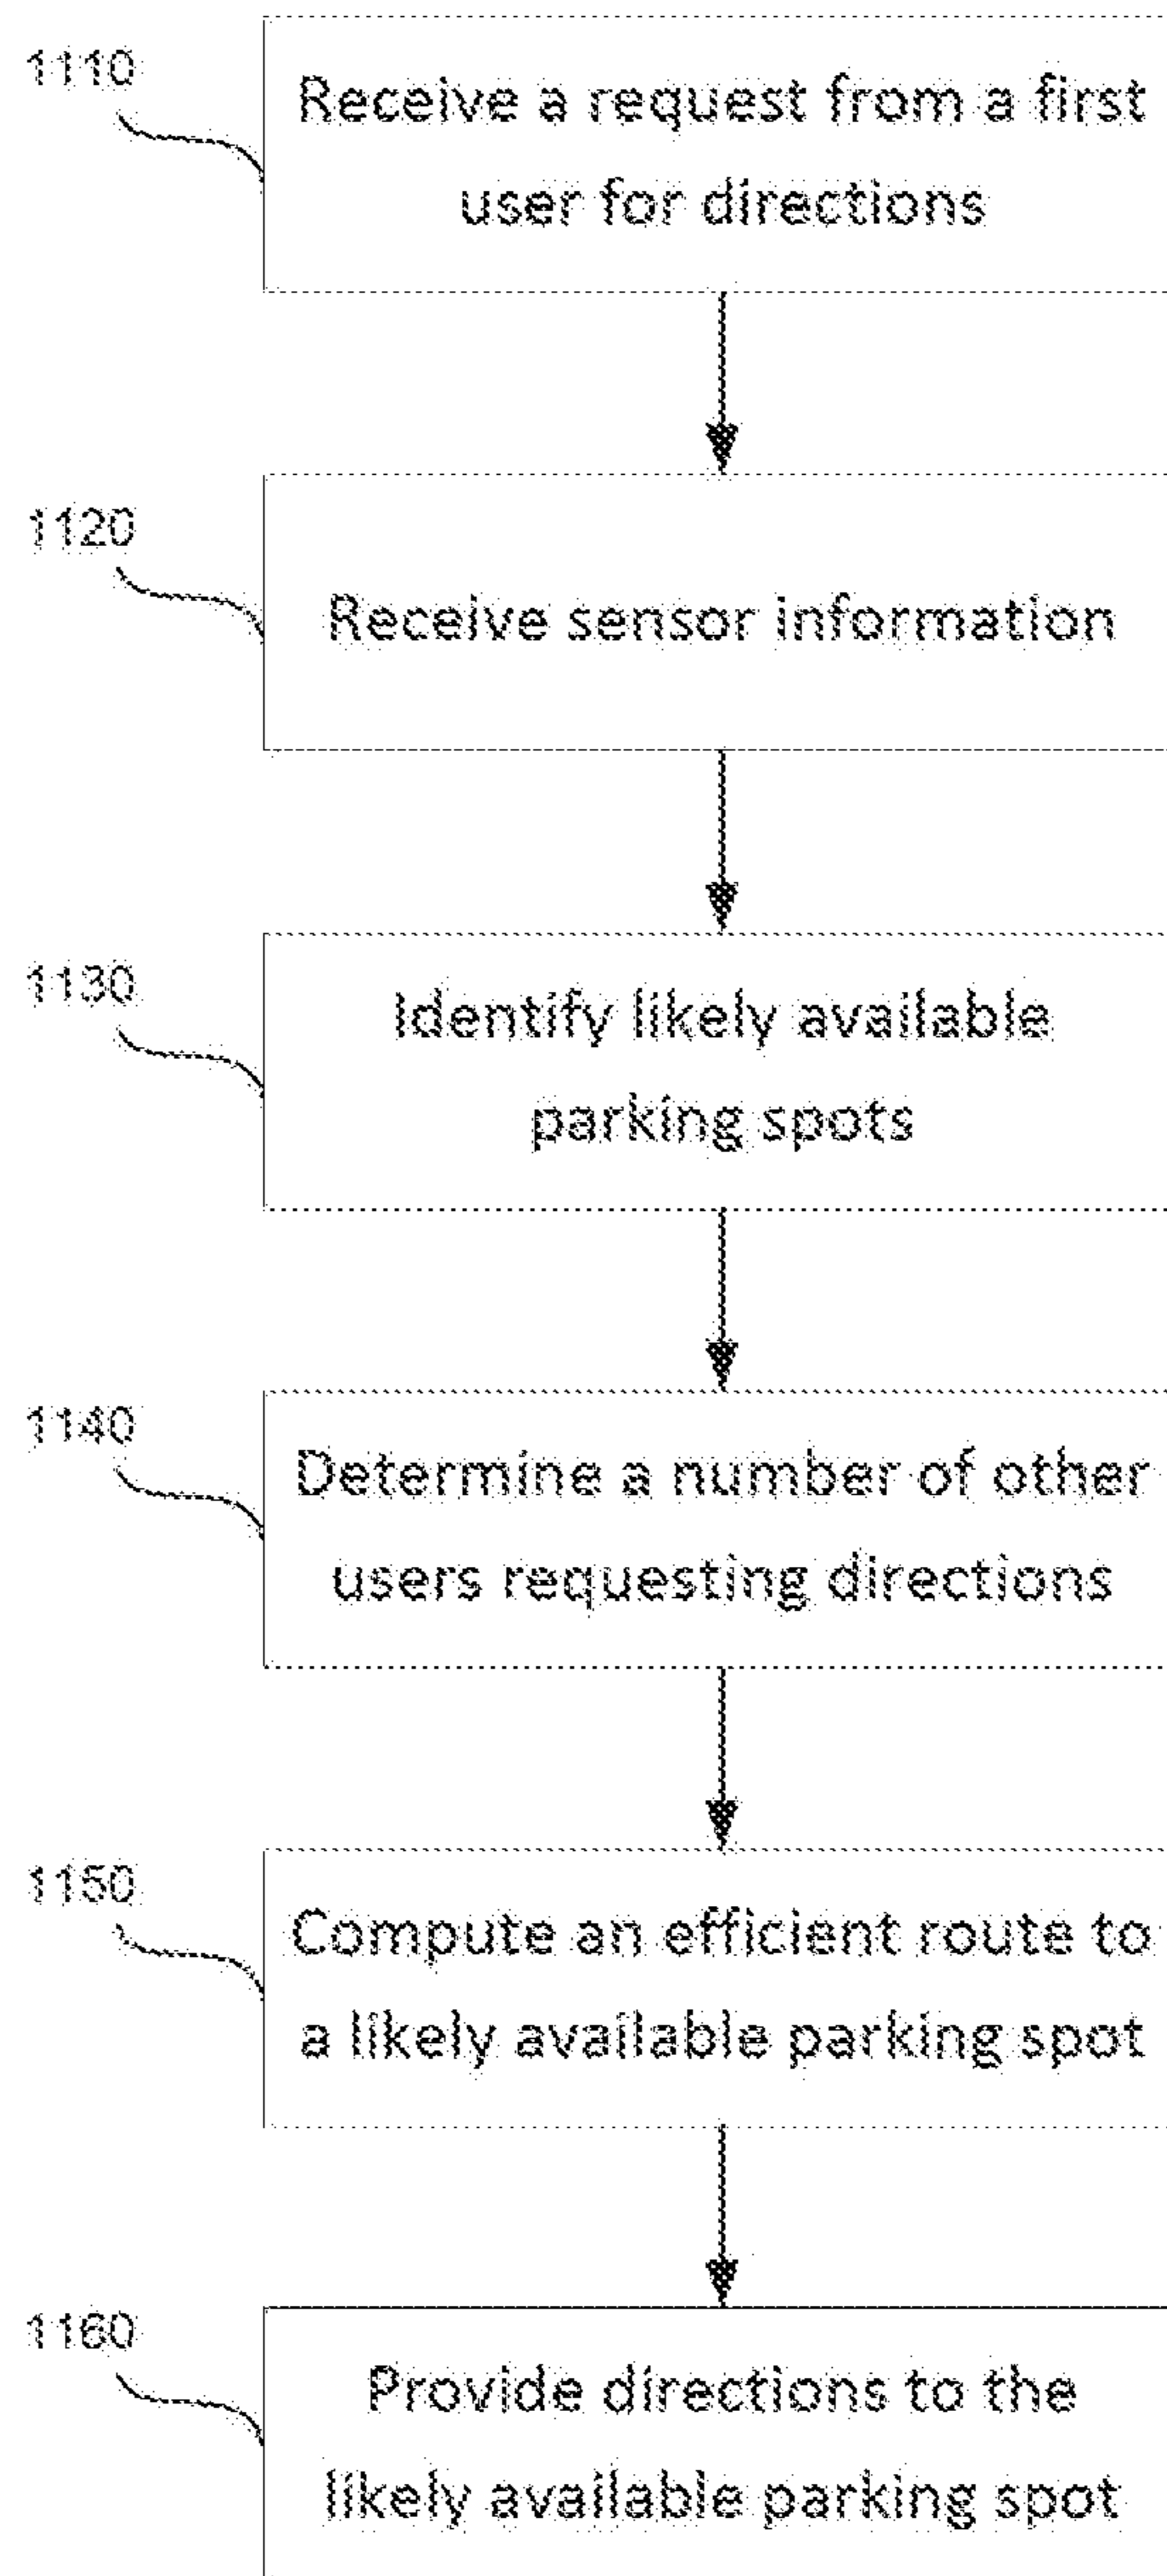 1110
Receive a request from a first
user for directions
1120
Receive sensor information
1130
Identify likely available
parking spots
1140
Determine a number of other
users requesting directions
1150
Compute an efficient route to
a likely available parking spot
1160
Provide directions to the
likely available parking spot